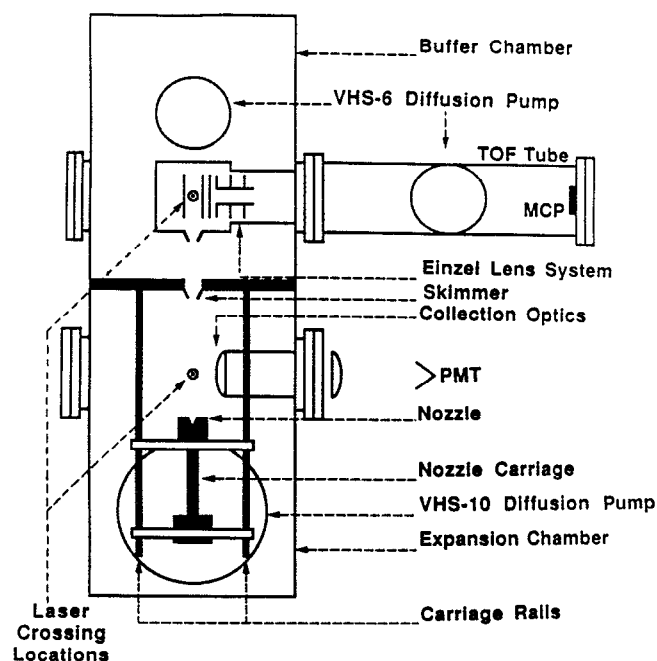 Buffer Chamber
VHS-6 Diffusion Pump
TOF Tube
MCP
Einzel Lens System
Skimmer
Collection Optics
PMT
Nozzle
Nozzle Carriage
VHS-10 Diffusion Pump
Expansion Chamber
Carriage Rails
Laser
Crossing
Locations